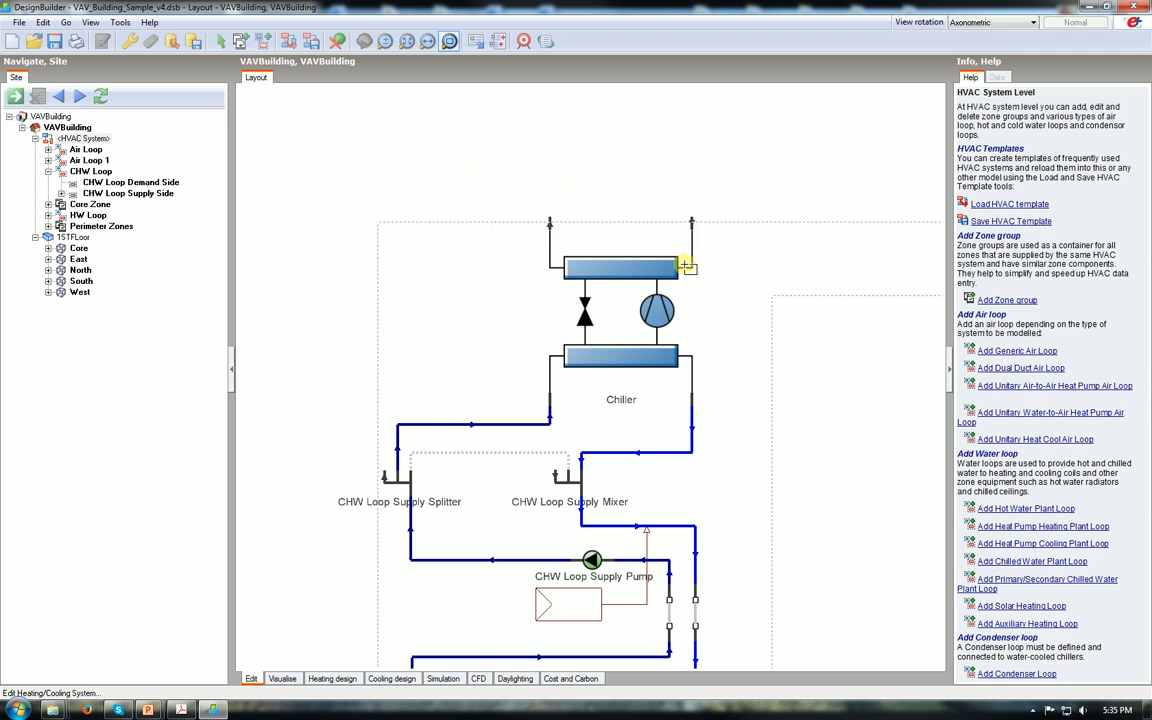 DesignBuilder - VAV_Building_Sample_v4.dsb - Layout - VAVBuilding, VAVBuilding
File Edit Go View Tools Help
View rotation Axonometric Normal
Navigate, Site
Site
VAVBuilding
VAVBuilding
<HVAC System>
Air Loop
Air Loop 1
CHW Loop
CHW Loop Demand Side
CHW Loop Supply Side
Core Zone
HW Loop
Perimeter Zones
1STFloor
Core
East
North
South
West
VAVBuilding, VAVBuilding
Layout
Chiller
CHW Loop Supply Splitter
CHW Loop Supply Mixer
CHW Loop Supply Pump
Edit Visualise Heating design Cooling design Simulation CFD Daylighting Cost and Carbon
Info, Help
Help Data
HVAC System Level
At HVAC system level you can add, edit and
delete zone groups and various types of air
loop, hot and cold water loops and condensor
loops.
HVAC Templates
You can create templates of frequently used
HVAC systems and reload them into this or any
other model using the Load and Save HVAC
Template tools:
Load HVAC template
Save HVAC Template
Add Zone group
Zone groups are used as a container for all
zones that are supplied by the same HVAC
system and have similar zone components.
They help to simplify and speed up HVAC data
entry.
Add Zone group
Add Air loop
Add an air loop depending on the type of
system to be modelled:
Add Generic Air Loop
Add Dual Duct Air Loop
Add Unitary Air-to-Air Heat Pump Air Loop
Add Unitary Water-to-Air Heat Pump Air
Loop
Add Unitary Heat Cool Air Loop
Add Water loop
Water loops are used to provide hot and chilled
water to heating and cooling coils and other
zone equipment such as hot water radiators
and chilled ceilings.
Add Hot Water Plant Loop
Add Heat Pump Heating Plant Loop
Add Heat Pump Cooling Plant Loop
Add Chilled Water Plant Loop
Add Primary/Secondary Chilled Water
Plant Loop
Add Solar Heating Loop
Add Auxiliary Heating Loop
Add Condenser loop
A Condenser loop must be defined and
connected to water-cooled chillers.
Add Condenser Loop
Edit Heating/Cooling System...
5:35 PM